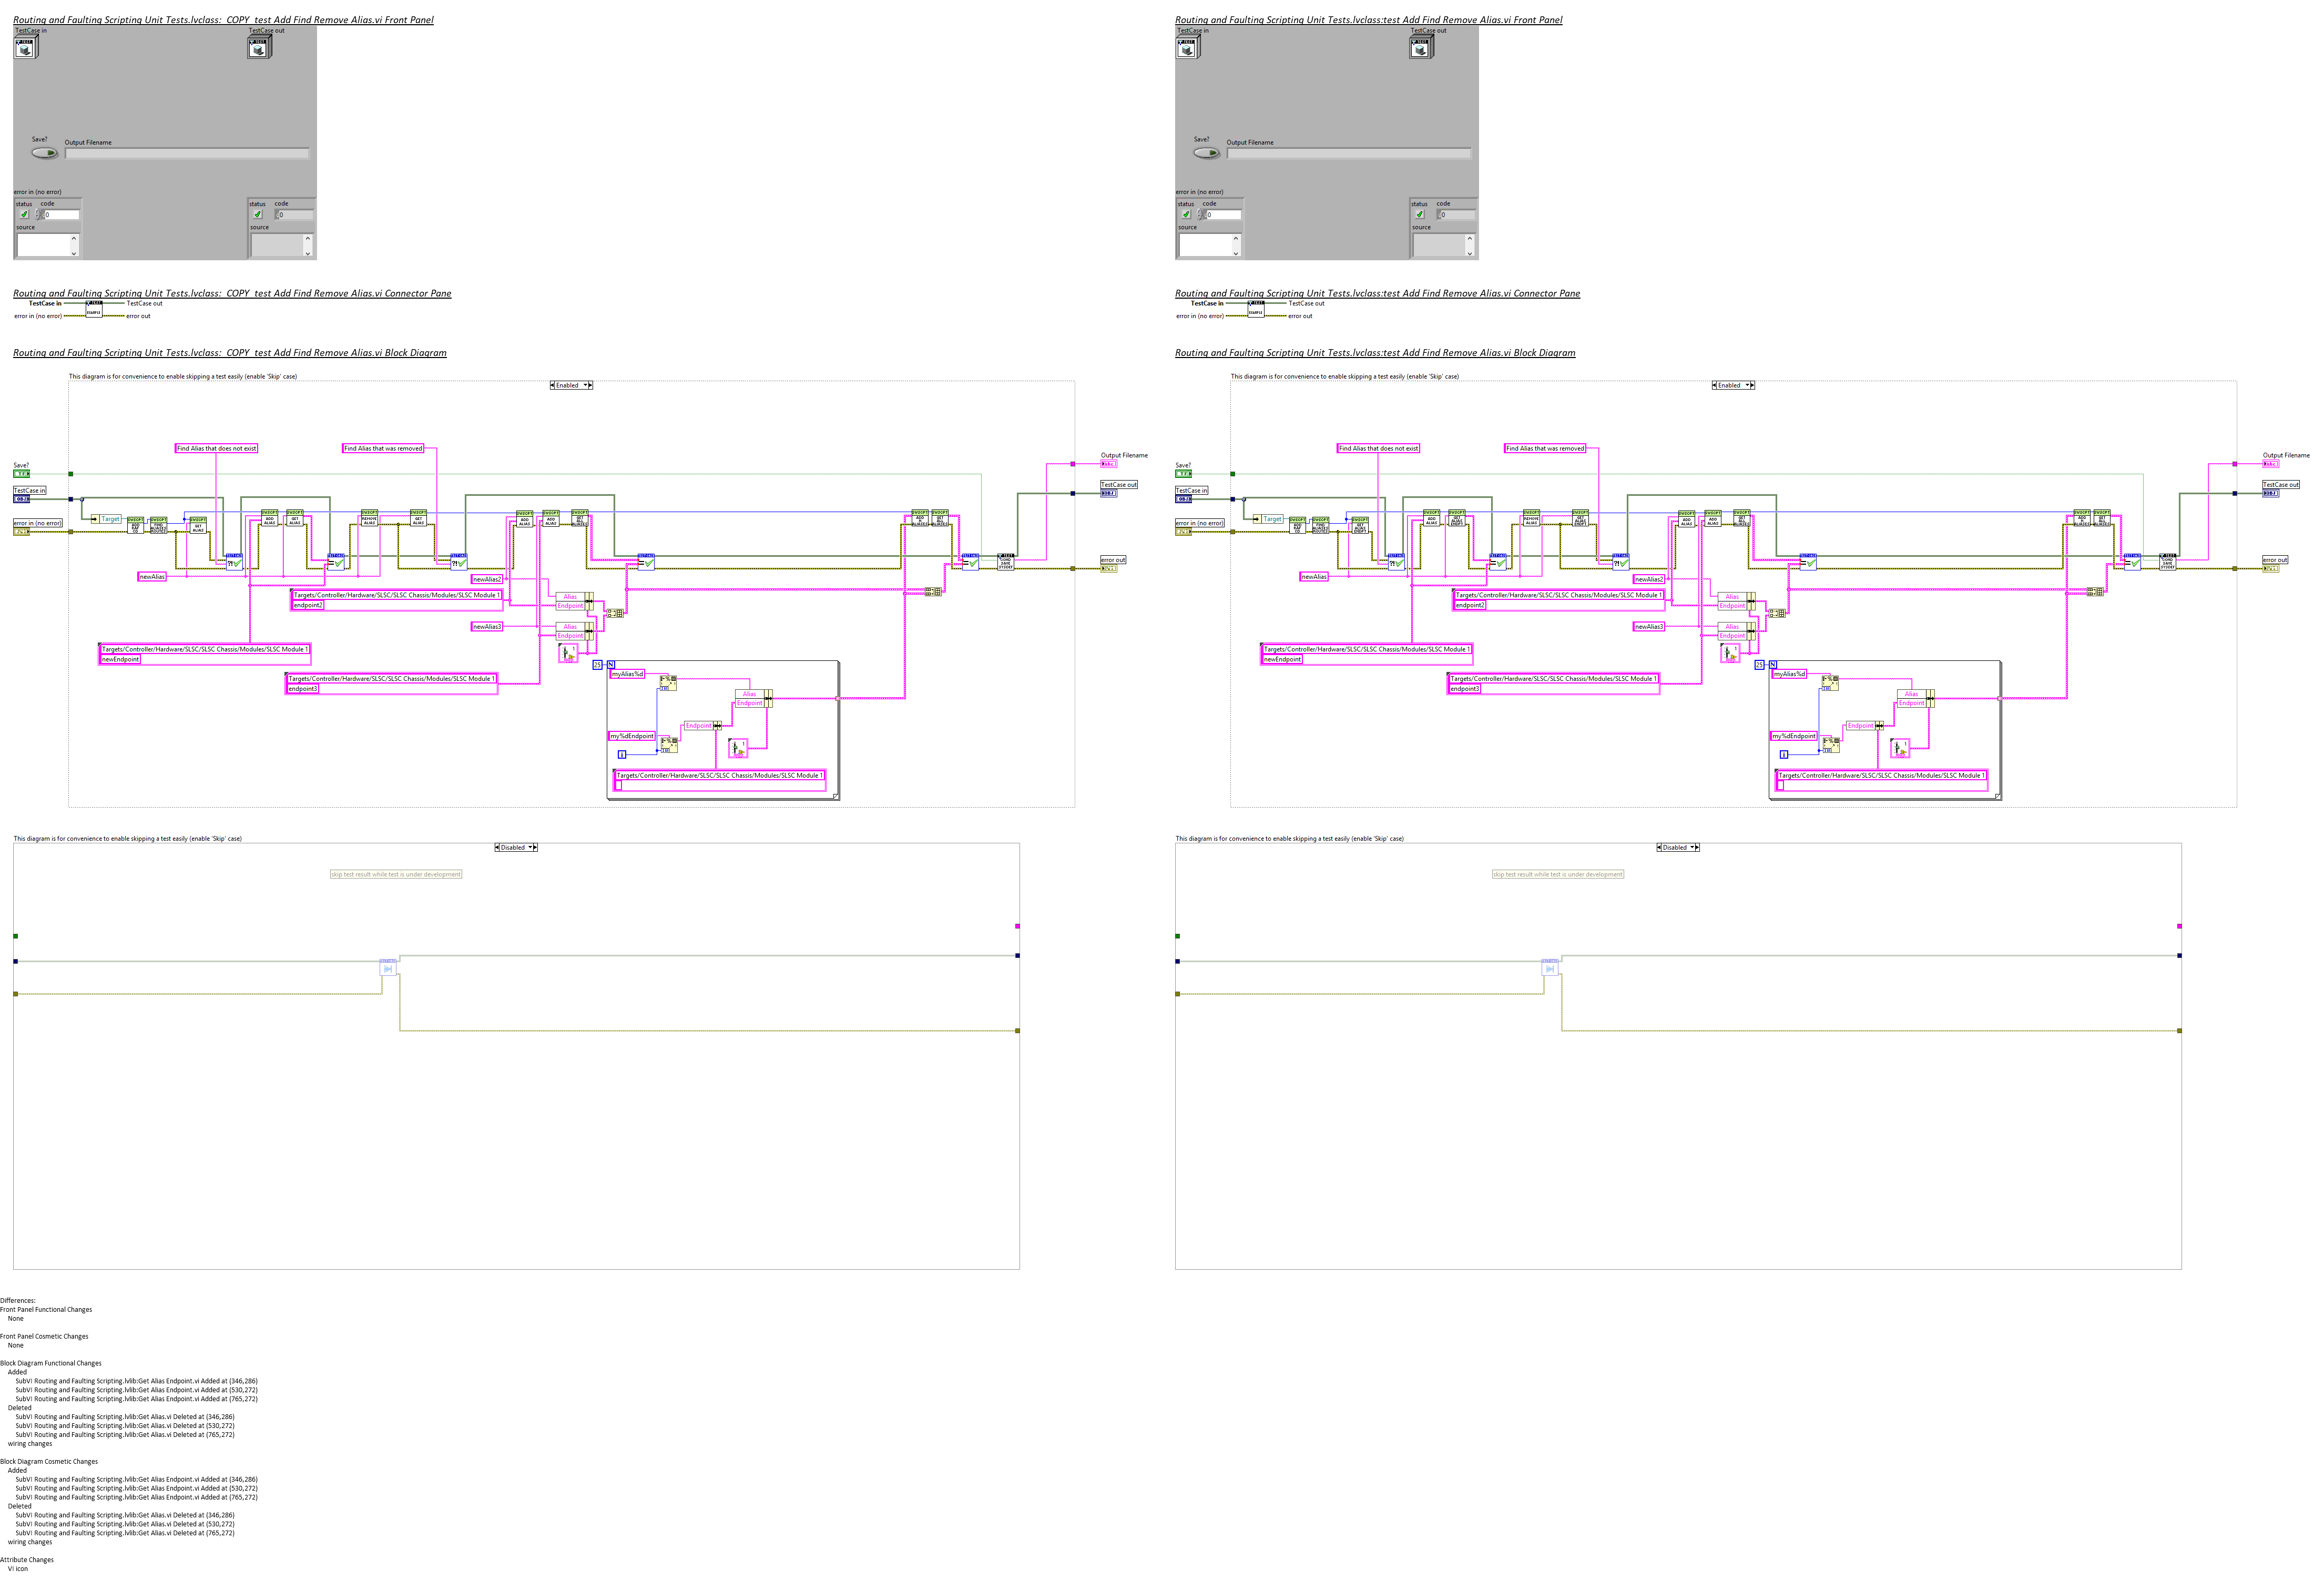 Routing and Faulting Scripting Unit Tests.lvclass:_COPY_test Add Find Remove Alias.vi Front Panel
TestCase in
TestCase out
Save?
Output Filename
error in (no error)
status code
0
source
status code
0
source
Routing and Faulting Scripting Unit Tests.lvclass:_COPY_test Add Find Remove Alias.vi Connector Pane
TestCase in TestCase out
error in (no error) error out
Routing and Faulting Scripting Unit Tests.lvclass:_COPY_test Add Find Remove Alias.vi Block Diagram
This diagram is for convenience to enable skipping a test easily (enable 'Skip' case)
Enabled
Find Alias that does not exist
Find Alias that was removed
Save?
Output Filename
TestCase in
TestCase out
error in (no error)
Target
error out
newAlias
newAlias2
Targets/Controller/Hardware/SLSC/SLSC Chassis/Modules/SLSC Module 1
endpoint2
Alias
Endpoint
newAlias3
Alias
Endpoint
Targets/Controller/Hardware/SLSC/SLSC Chassis/Modules/SLSC Module 1
newEndpoint
Targets/Controller/Hardware/SLSC/SLSC Chassis/Modules/SLSC Module 1
endpoint3
25
N
myAlias%d
Alias
Endpoint
Endpoint
my%dEndpoint
i
Targets/Controller/Hardware/SLSC/SLSC Chassis/Modules/SLSC Module 1
This diagram is for convenience to enable skipping a test easily (enable 'Skip' case)
Disabled
skip test result while test is under development
Routing and Faulting Scripting Unit Tests.lvclass:test Add Find Remove Alias.vi Front Panel
TestCase in
TestCase out
Save?
Output Filename
error in (no error)
status code
0
source
status code
0
source
Routing and Faulting Scripting Unit Tests.lvclass:test Add Find Remove Alias.vi Connector Pane
TestCase in TestCase out
error in (no error) error out
Routing and Faulting Scripting Unit Tests.lvclass:test Add Find Remove Alias.vi Block Diagram
This diagram is for convenience to enable skipping a test easily (enable 'Skip' case)
Enabled
Find Alias that does not exist
Find Alias that was removed
Save?
Output Filename
TestCase in
TestCase out
error in (no error)
Target
error out
newAlias
newAlias2
Targets/Controller/Hardware/SLSC/SLSC Chassis/Modules/SLSC Module 1
endpoint2
Alias
Endpoint
newAlias3
Alias
Endpoint
Targets/Controller/Hardware/SLSC/SLSC Chassis/Modules/SLSC Module 1
newEndpoint
Targets/Controller/Hardware/SLSC/SLSC Chassis/Modules/SLSC Module 1
endpoint3
25
N
myAlias%d
Alias
Endpoint
Endpoint
my%dEndpoint
i
Targets/Controller/Hardware/SLSC/SLSC Chassis/Modules/SLSC Module 1
This diagram is for convenience to enable skipping a test easily (enable 'Skip' case)
Disabled
skip test result while test is under development
Differences:
Front Panel Functional Changes
None
Front Panel Cosmetic Changes
None
Block Diagram Functional Changes
Added
SubVI Routing and Faulting Scripting.lvlib:Get Alias Endpoint.vi Added at (346,286)
SubVI Routing and Faulting Scripting.lvlib:Get Alias Endpoint.vi Added at (530,272)
SubVI Routing and Faulting Scripting.lvlib:Get Alias Endpoint.vi Added at (765,272)
Deleted
SubVI Routing and Faulting Scripting.lvlib:Get Alias.vi Deleted at (346,286)
SubVI Routing and Faulting Scripting.lvlib:Get Alias.vi Deleted at (530,272)
SubVI Routing and Faulting Scripting.lvlib:Get Alias.vi Deleted at (765,272)
wiring changes
Block Diagram Cosmetic Changes
Added
SubVI Routing and Faulting Scripting.lvlib:Get Alias Endpoint.vi Added at (346,286)
SubVI Routing and Faulting Scripting.lvlib:Get Alias Endpoint.vi Added at (530,272)
SubVI Routing and Faulting Scripting.lvlib:Get Alias Endpoint.vi Added at (765,272)
Deleted
SubVI Routing and Faulting Scripting.lvlib:Get Alias.vi Deleted at (346,286)
SubVI Routing and Faulting Scripting.lvlib:Get Alias.vi Deleted at (530,272)
SubVI Routing and Faulting Scripting.lvlib:Get Alias.vi Deleted at (765,272)
wiring changes
Attribute Changes
VI icon